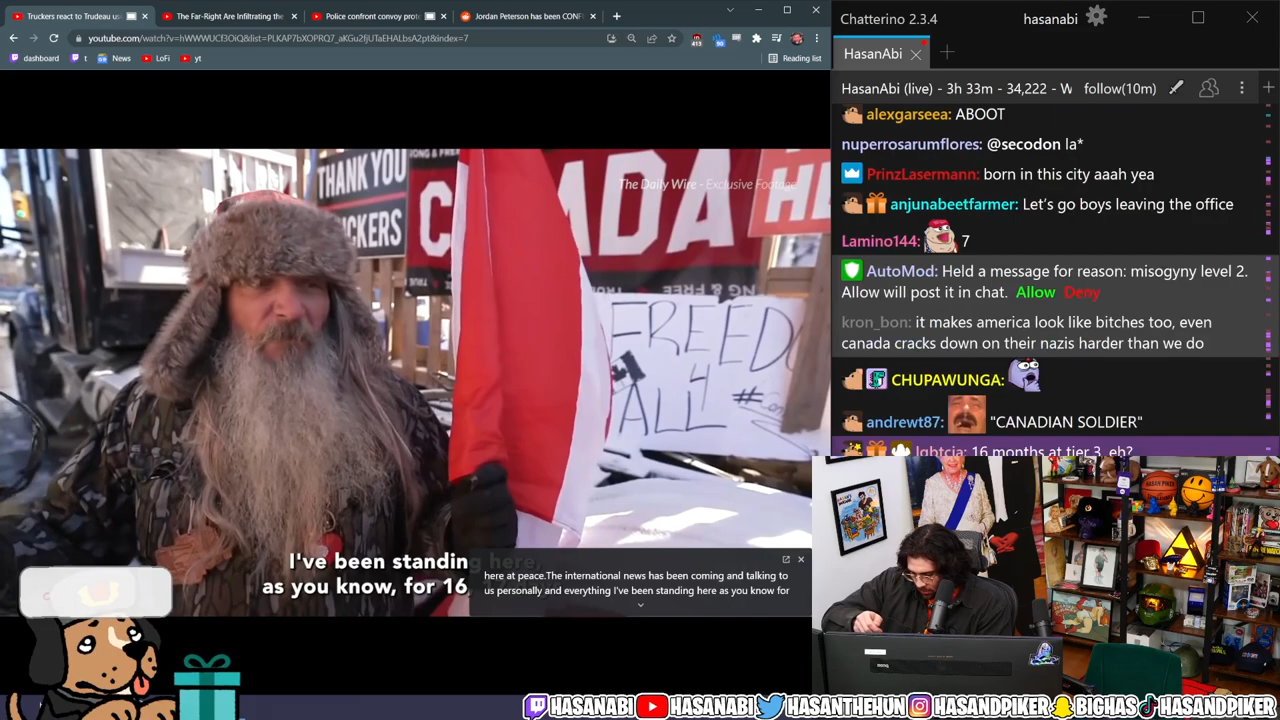 Truckers react to Trudeau us
The Far-Right Are Infiltrating the
Police confront convoy prote
Jordan Peterson has been CONF
youtube.com/watch?v=hWWWUCf3OiQ&list=PLKAP7bXOPRQ7_aKGu2fjUTaEHALbsA2pt&index=7
dashboard
t
News
LoFi
yt
Reading list
THANK YOU
The Daily Wire - Exclusive Footage
FREED
4
ALL
I've been standing here,
as you know, for 16
here at peace.The international news has been coming and talking to
us personally and everything I've been standing here as you know for
Chatterino 2.3.4
hasanabi
HasanAbi
HasanAbi (live) - 3h 33m - 34,222 - W
follow(10m)
alexgarseea: ABOOT
nuperrosarumflores: @secodon la*
PrinzLasermann: born in this city aaah yea
anjunabeetfarmer: Let's go boys leaving the office
Lamino144: 7
AutoMod: Held a message for reason: misogyny level 2.
Allow will post it in chat. Allow Deny
kron_bon: it makes america look like bitches too, even
canada cracks down on their nazis harder than we do
CHUPAWUNGA:
andrewt87: "CANADIAN SOLDIER"
lgbtcia: 16 months at tier 3, eh?
HASANABI HASANABI HASANTHEHUN HASANDPIKER BIGHAS HASANDPIKER